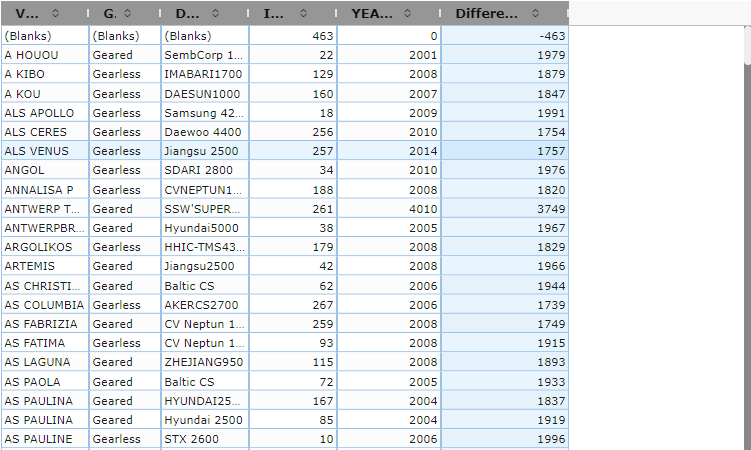 V... G. D... I... YEA... Differe...
(Blanks) (Blanks) (Blanks) 463 0 -463
A HOUOU Geared SembCorp 1... 22 2001 1979
A KIBO Gearless IMABARI1700 129 2008 1879
A KOU Gearless DAESUN1000 160 2007 1847
ALS APOLLO Gearless Samsung 42... 18 2009 1991
ALS CERES Gearless Daewoo 4400 256 2010 1754
ALS VENUS Gearless Jiangsu 2500 257 2014 1757
ANGOL Gearless SDARI 2800 34 2010 1976
ANNALISA P Gearless CVNEPTUN1... 188 2008 1820
ANTWERP T... Geared SSW'SUPER... 261 4010 3749
ANTWERPBR... Geared Hyundai5000 38 2005 1967
ARGOLIKOS Gearless HHIC-TMS43... 179 2008 1829
ARTEMIS Geared Jiangsu2500 42 2008 1966
AS CHRISTI... Geared Baltic CS 62 2006 1944
AS COLUMBIA Gearless AKERCS2700 267 2006 1739
AS FABRIZIA Geared CV Neptun 1... 259 2008 1749
AS FATIMA Gearless CV Neptun 1... 93 2008 1915
AS LAGUNA Geared ZHEJIANG950 115 2008 1893
AS PAOLA Geared Baltic CS 72 2005 1933
AS PAULINA Geared HYUNDAI25... 167 2004 1837
AS PAULINA Geared Hyundai 2500 85 2004 1919
AS PAULINE Gearless STX 2600 10 2006 1996